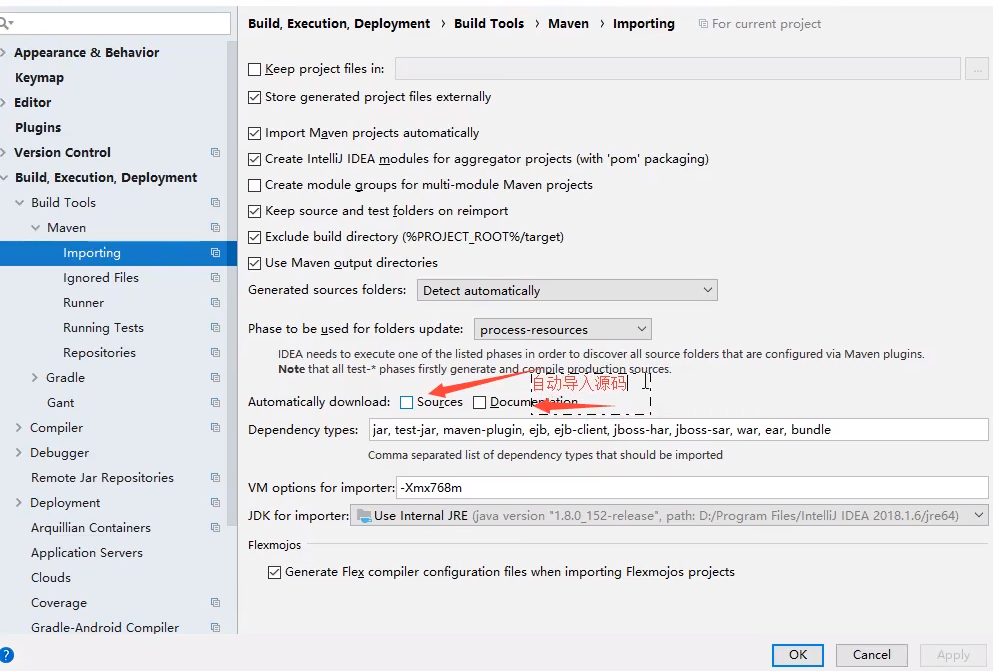 Build, Execution, Deployment › Build Tools › Maven › Importing For current project
Appearance & Behavior
Keymap
Editor
Plugins
Version Control
Build, Execution, Deployment
Build Tools
Maven
Importing
Ignored Files
Runner
Running Tests
Repositories
Gradle
Gant
Compiler
Debugger
Remote Jar Repositories
Deployment
Arquillian Containers
Application Servers
Clouds
Coverage
Gradle-Android Compiler
Keep project files in:
...
Store generated project files externally
Import Maven projects automatically
Create IntelliJ IDEA modules for aggregator projects (with 'pom' packaging)
Create module groups for multi-module Maven projects
Keep source and test folders on reimport
Exclude build directory (%PROJECT_ROOT%/target)
Use Maven output directories
Generated sources folders: Detect automatically
Phase to be used for folders update: process-resources
IDEA needs to execute one of the listed phases in order to discover all source folders that are configured via Maven plugins.
Note that all test-* phases firstly generate and compile production sources.
自动导入源码
Automatically download: Sources Documentation
Dependency types: jar, test-jar, maven-plugin, ejb, ejb-client, jboss-har, jboss-sar, war, ear, bundle
Comma separated list of dependency types that should be imported
VM options for importer: -Xmx768m
JDK for importer: Use Internal JRE (java version "1.8.0_152-release", path: D:/Program Files/IntelliJ IDEA 2018.1.6/jre64)
Flexmojos
Generate Flex compiler configuration files when importing Flexmojos projects
?
OK Cancel Apply